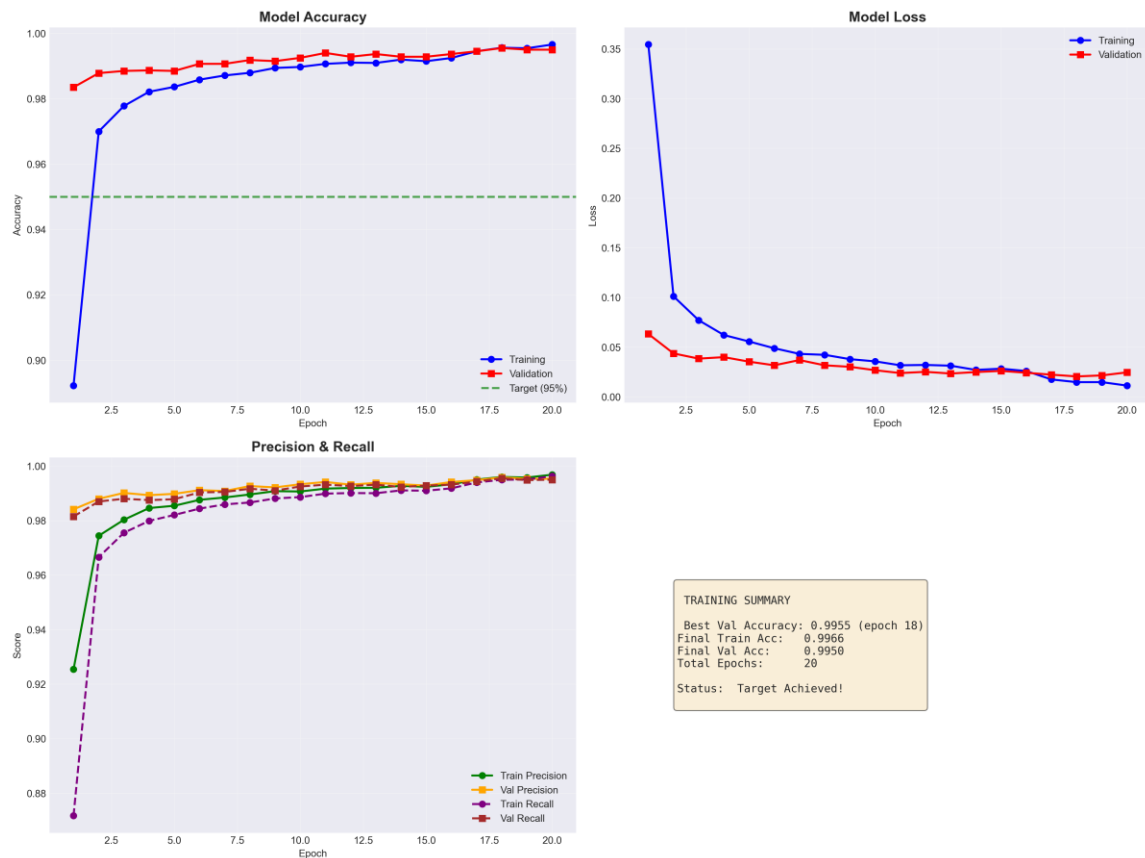 Model Accuracy
1.00
0.98
0.96
0.94
0.92
0.90
Accuracy
2.5 5.0 7.5 10.0 12.5 15.0 17.5 20.0
Epoch
Training
Validation
Target (95%)
Model Loss
0.35
0.30
0.25
0.20
0.15
0.10
0.05
0.00
Loss
2.5 5.0 7.5 10.0 12.5 15.0 17.5 20.0
Epoch
Training
Validation
Precision & Recall
1.00
0.98
0.96
0.94
0.92
0.90
0.88
Score
2.5 5.0 7.5 10.0 12.5 15.0 17.5 20.0
Epoch
Train Precision
Val Precision
Train Recall
Val Recall
TRAINING SUMMARY
Best Val Accuracy: 0.9955 (epoch 18)
Final Train Acc: 0.9966
Final Val Acc: 0.9950
Total Epochs: 20
Status: Target Achieved!